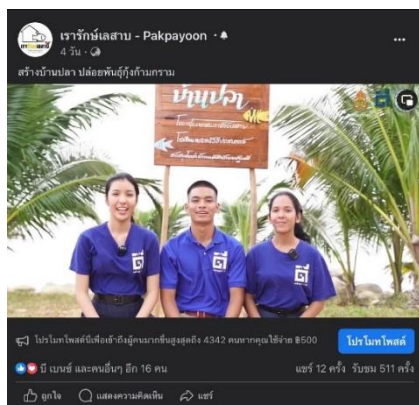 เรารักษ์เลสาบ - Pakpayoon
4 วัน
สร้างบ้านปลา ปล่อยพันธุ์กุ้งก้ามกราม
บ้านปลา
โปรโมทโพสต์นี้เพื่อเข้าถึงผู้คนมากขึ้นสูงสุดถึง 4342 คนหากคุณใช้จ่าย ฿500
โปรโมทโพสต์
บี เบนซ์ และคนอื่นๆ อีก 16 คน
แชร์ 12 ครั้ง รับชม 511 ครั้ง
ถูกใจ
แสดงความคิดเห็น
แชร์